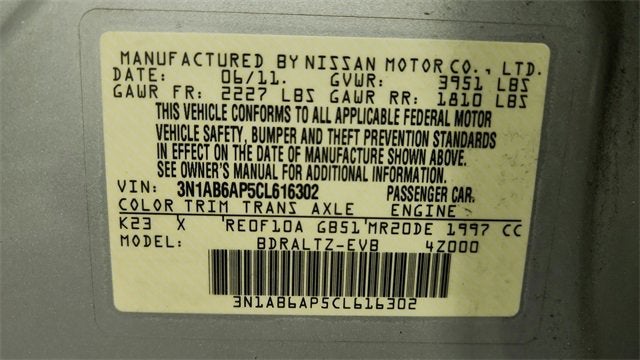 MANUFACTURED BY NISSAN MOTOR CO., LTD.
DATE: 06/11. GVWR: 3951 LBS
GAWR FR: 2227 LBS GAWR RR: 1810 LBS
THIS VEHICLE CONFORMS TO ALL APPLICABLE FEDERAL MOTOR
VEHICLE SAFETY, BUMPER AND THEFT PREVENTION STANDARDS
IN EFFECT ON THE DATE OF MANUFACTURE SHOWN ABOVE.
SEE OWNER'S MANUAL FOR ADDITIONAL INFORMATION.
VIN: 3N1AB6AP5CL616302 PASSENGER CAR.
COLOR TRIM TRANS AXLE ENGINE
K23 X 'RE0F10A GB51'MR20DE 1997 CC
MODEL: BDRALTZ-EVB 4Z000
3N1AB6AP5CL616302